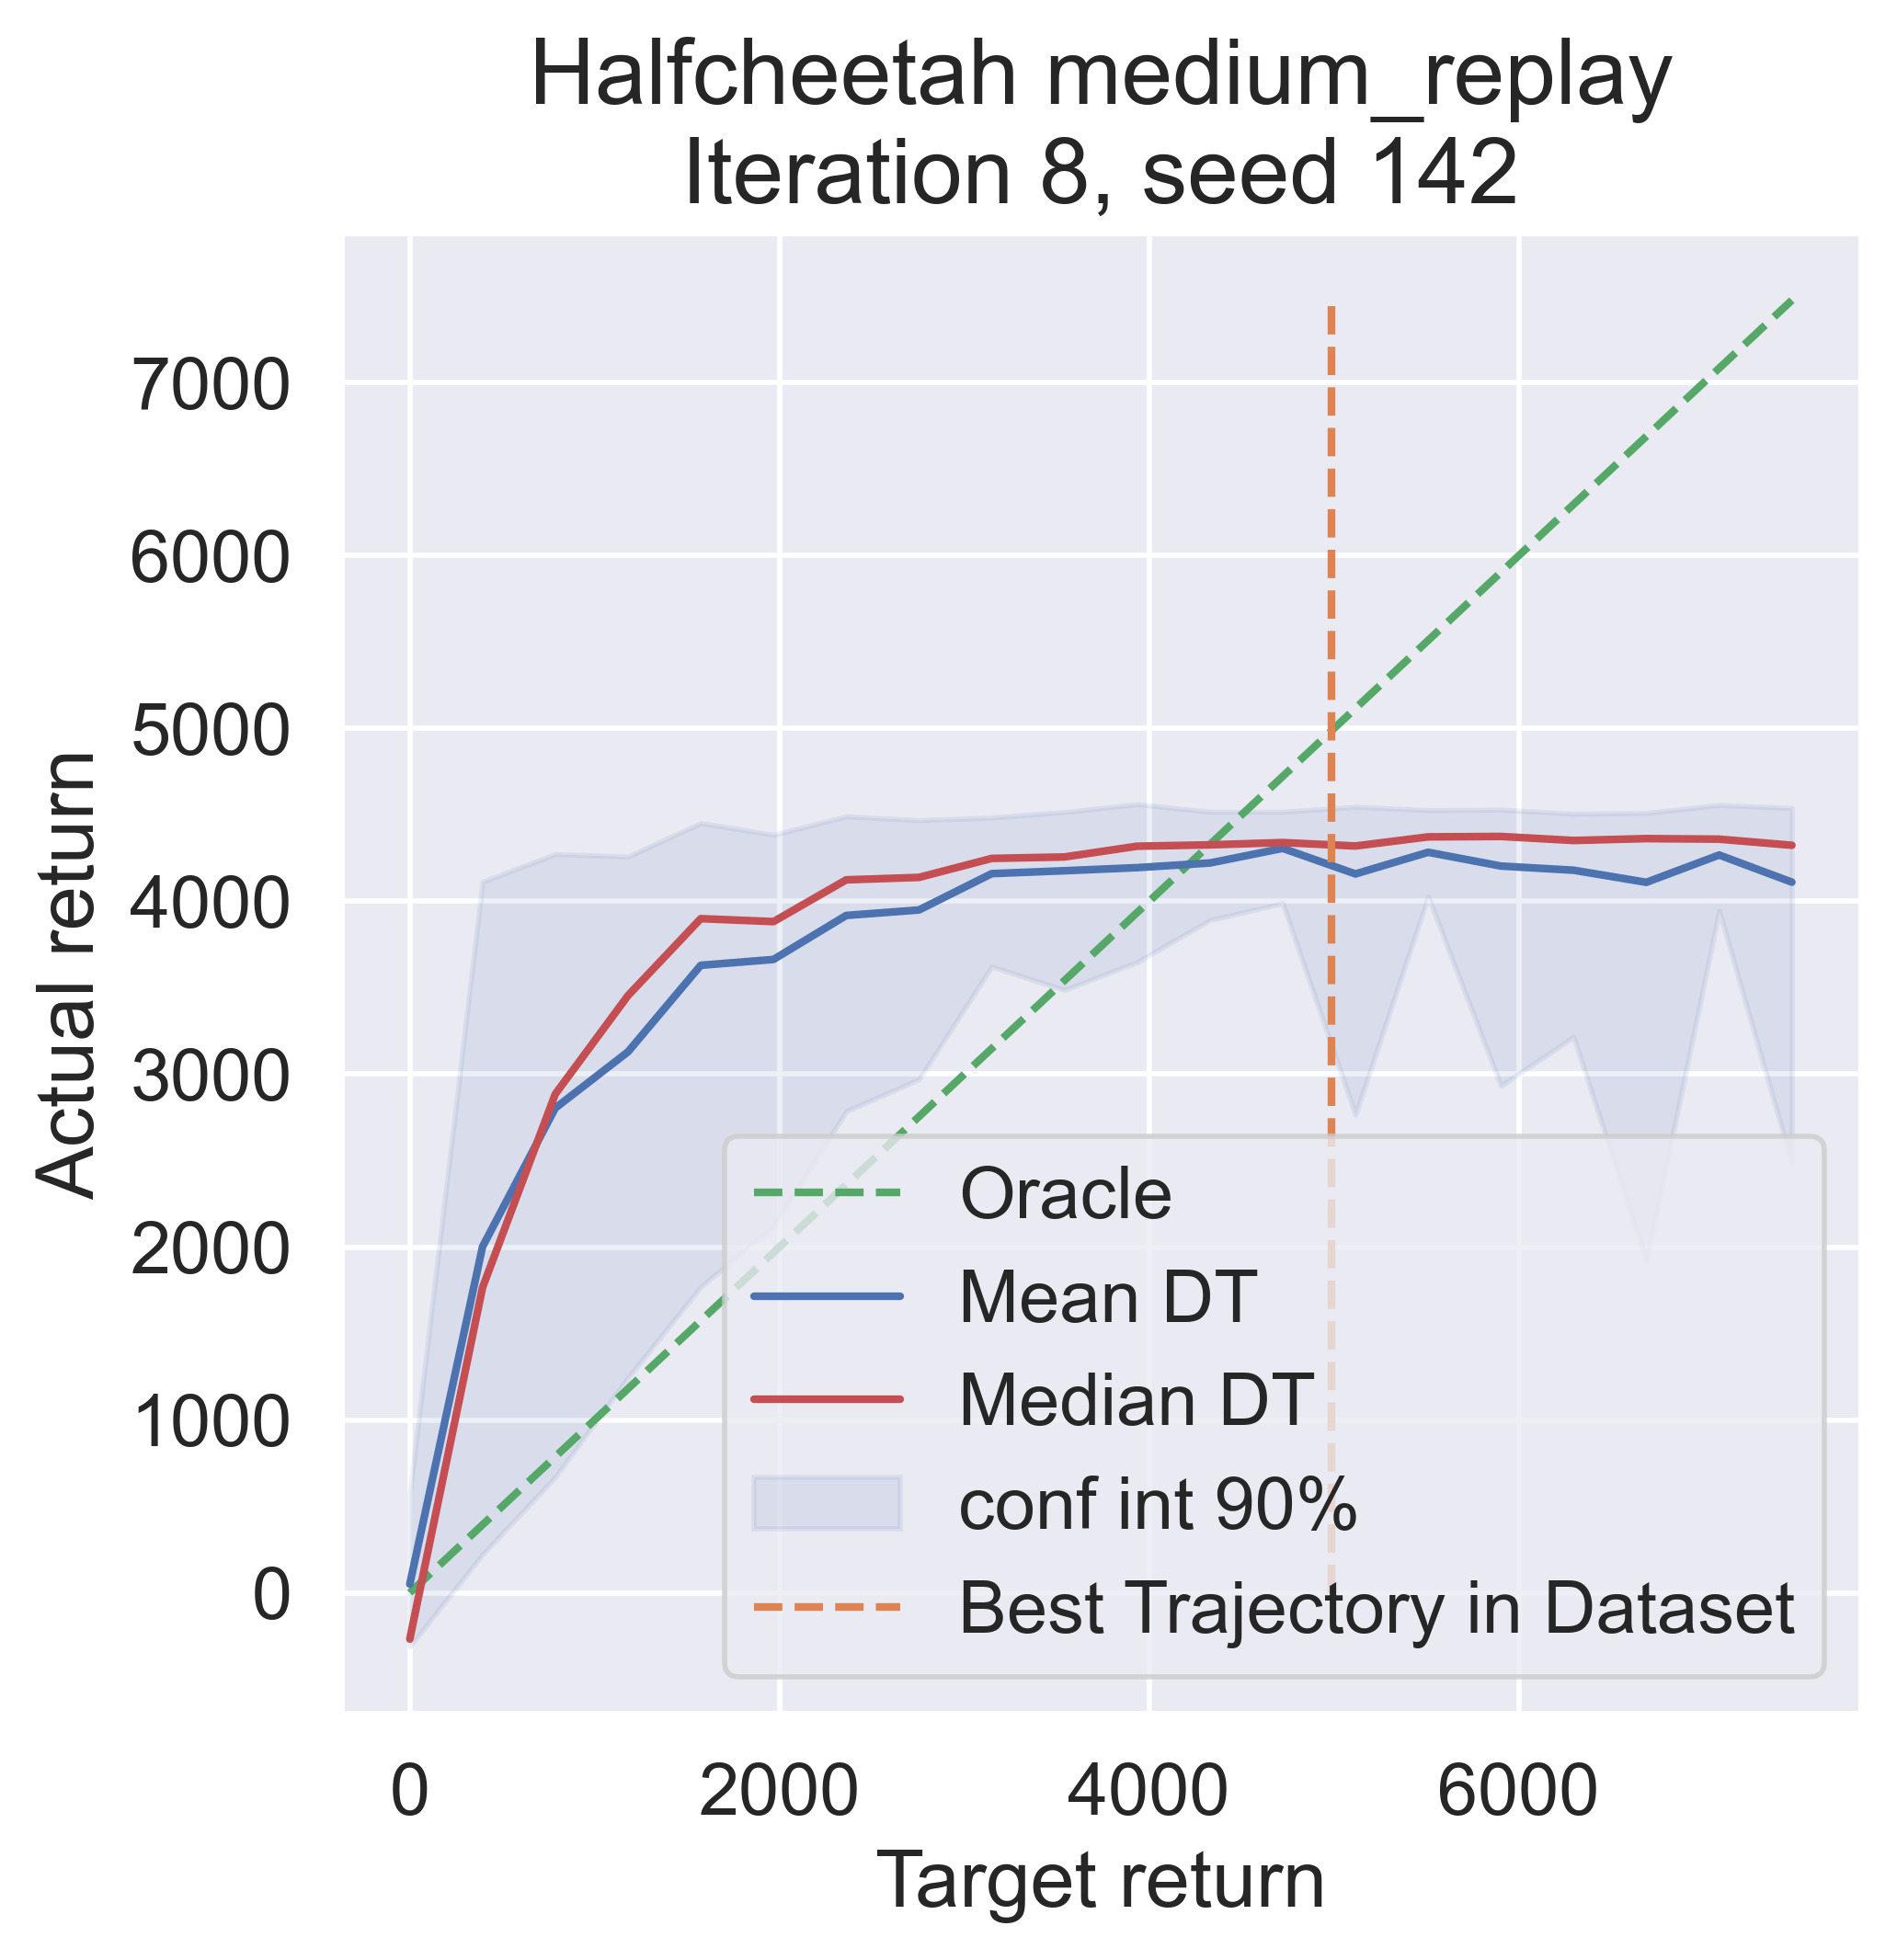 Halfcheetah medium_replay
Iteration 8, seed 142
7000
6000
5000
4000
3000
2000
1000
0
Actual return
Oracle
Mean DT
Median DT
conf int 90%
Best Trajectory in Dataset
0 2000 4000 6000
Target return